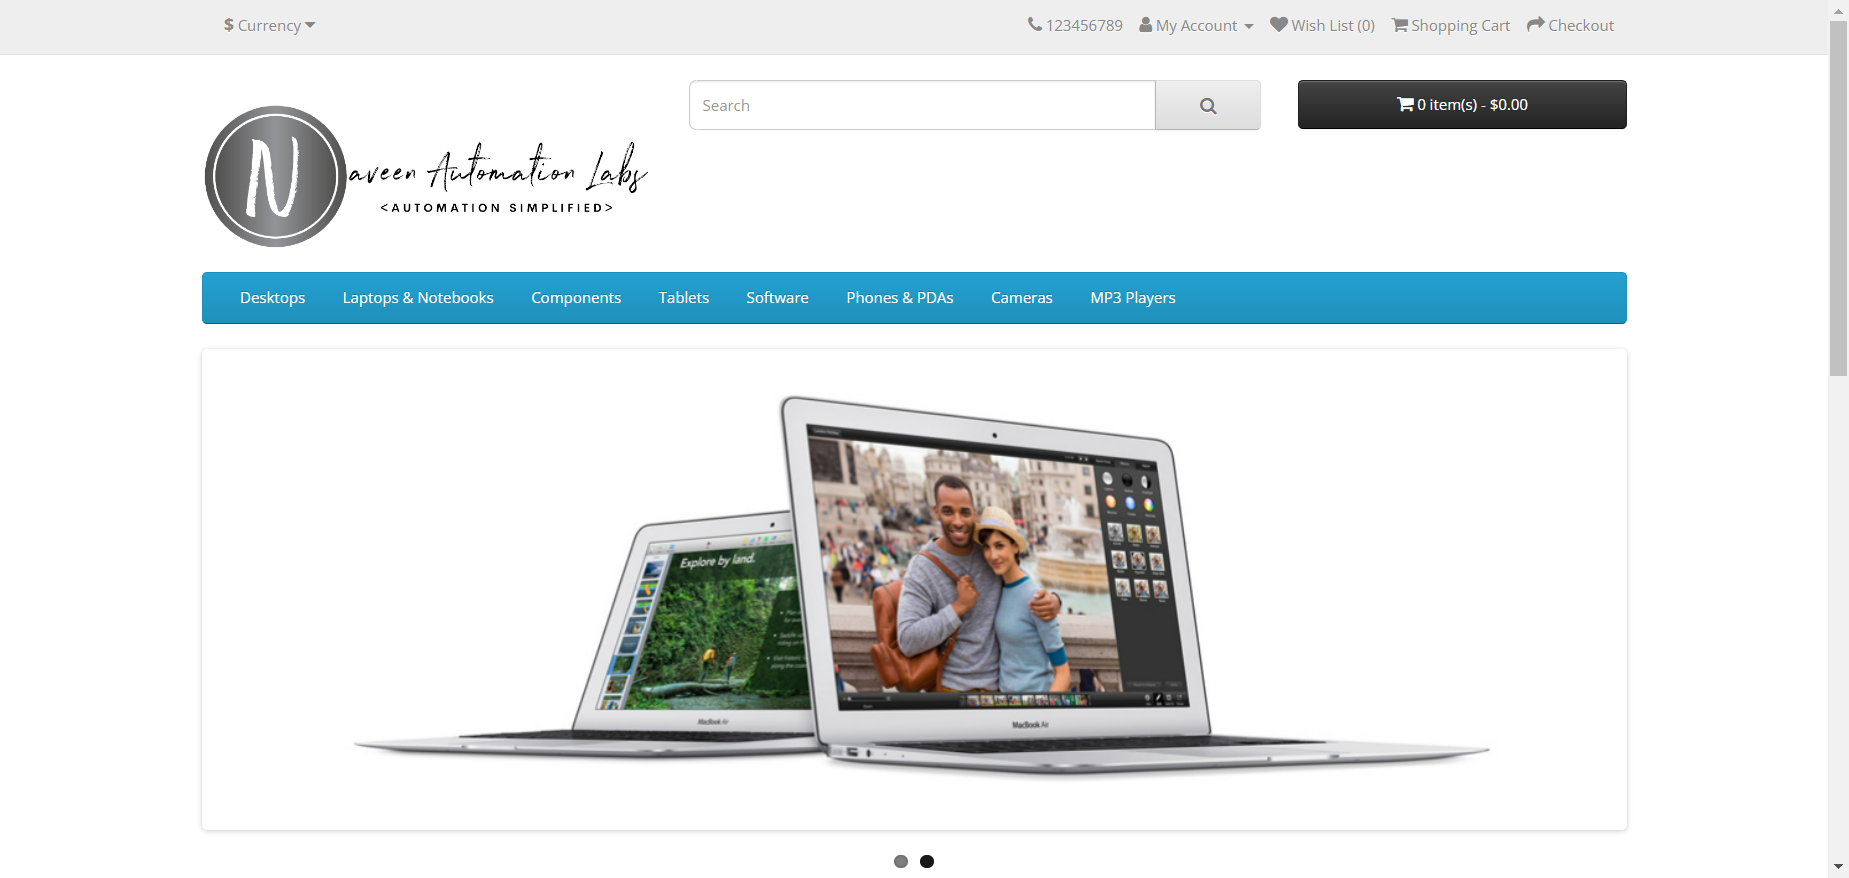 $ Currency
123456789 My Account Wish List (0) Shopping Cart Checkout
Search
0 item(s) - $0.00
N
aveen Automation Labs
<AUTOMATION SIMPLIFIED>
Desktops Laptops & Notebooks Components Tablets Software Phones & PDAs Cameras MP3 Players
Explore by land.
MacBook Air
MacBook Air